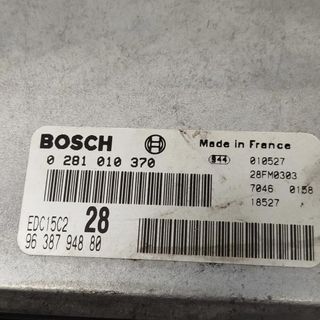 BOSCH
Made in France
0 281 010 370
S44
010527
28FM0303
7046 0158
18527
EDC15C2 28
96 387 948 80